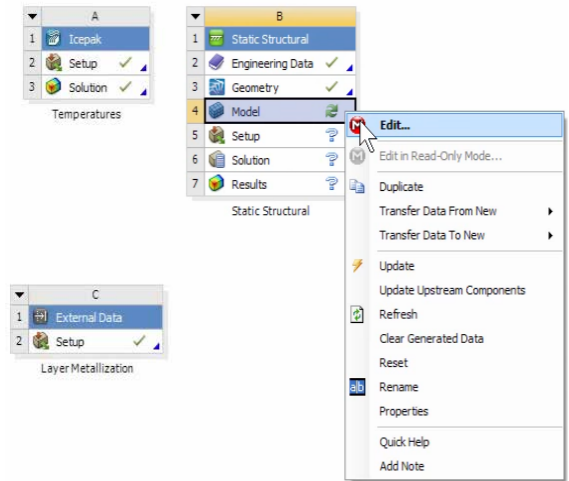 A
1 Icepak
2 Setup
3 Solution
Temperatures
B
1 Static Structural
2 Engineering Data
3 Geometry
4 Model
5 Setup ?
6 Solution ?
7 Results ?
Static Structural
C
1 External Data
2 Setup
Layer Metallization
M Edit...
M Edit in Read-Only Mode...
Duplicate
Transfer Data From New
Transfer Data To New
Update
Update Upstream Components
Refresh
Clear Generated Data
Reset
a|b Rename
Properties
Quick Help
Add Note